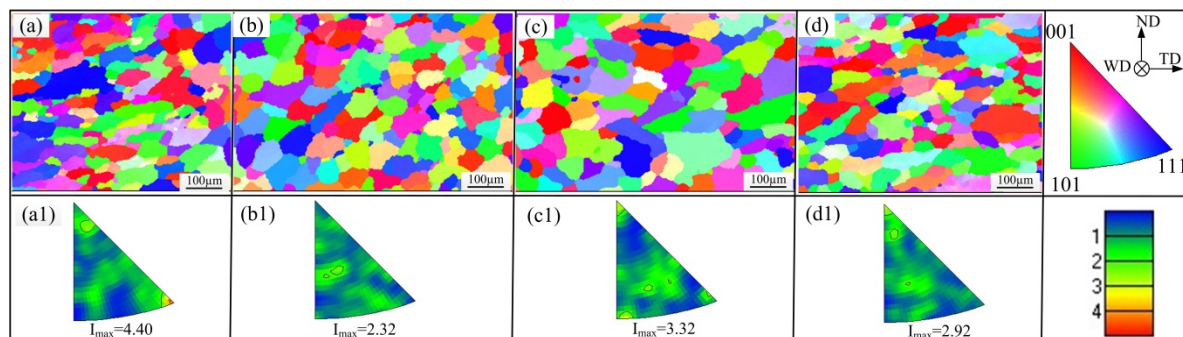 (a)
(b)
(c)
(d)
100μm
100μm
100μm
100μm
001
ND
WD
TD
101
111
(a1)
(b1)
(c1)
(d1)
Imax=4.40
Imax=2.32
Imax=3.32
Imax=2.92
1
2
3
4